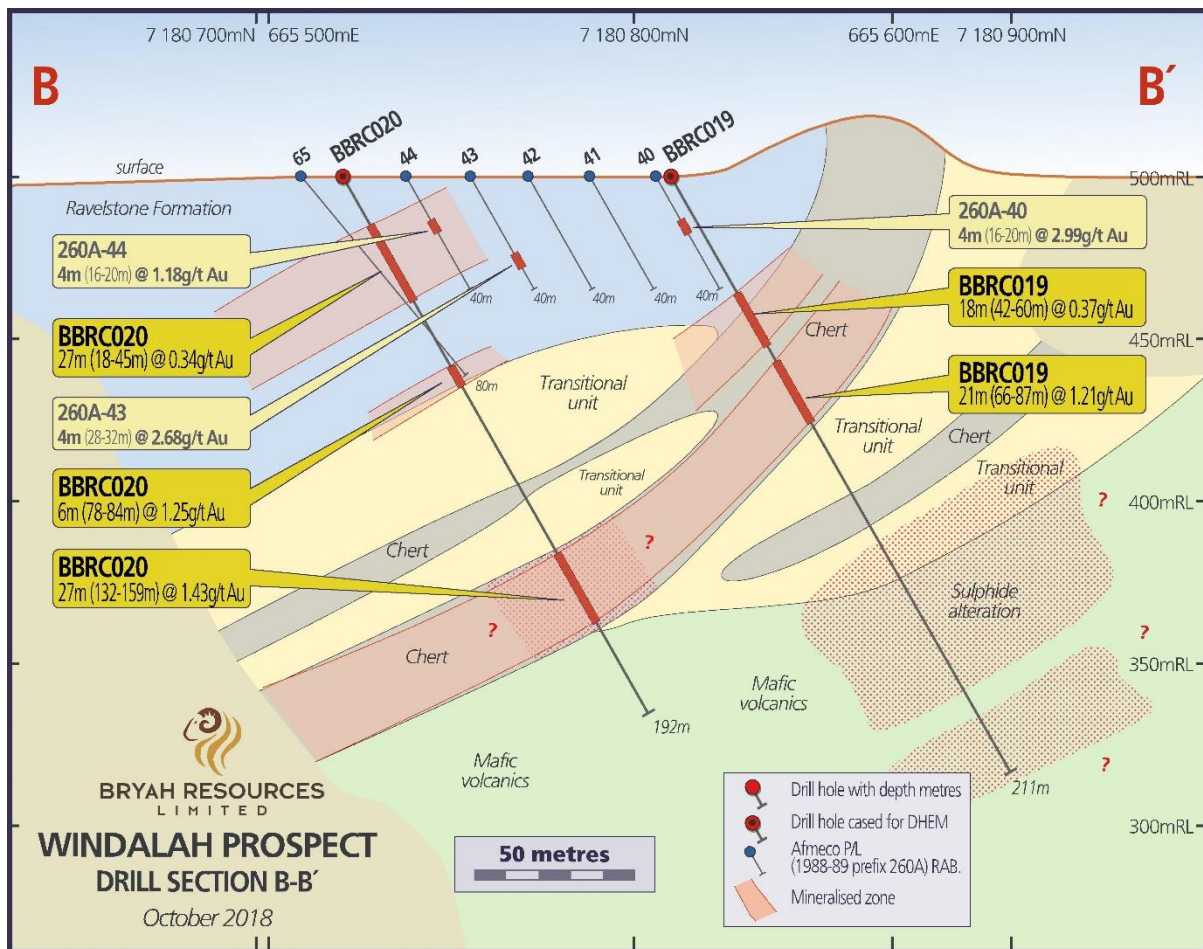 7 180 700mN
665 500mE
7 180 800mN
665 600mE
7 180 900mN
B
B´
65
BBRC020
44
43
42
41
40
BBRC019
surface
500mRL
Ravelstone Formation
260A-44
4m (16-20m) @ 1.18g/t Au
BBRC020
27m (18-45m) @ 0.34g/t Au
260A-43
4m (28-32m) @ 2.68g/t Au
BBRC020
6m (78-84m) @ 1.25g/t Au
BBRC020
27m (132-159m) @ 1.43g/t Au
260A-40
4m (16-20m) @ 2.99g/t Au
BBRC019
18m (42-60m) @ 0.37g/t Au
BBRC019
21m (66-87m) @ 1.21g/t Au
40m
40m
40m
40m
40m
80m
450mRL
Chert
Transitional
unit
Transitional
unit
Chert
Transitional
unit
Transitional
unit
400mRL
?
?
Chert
?
Sulphide
alteration
?
Chert
350mRL
Mafic
volcanics
192m
Mafic
volcanics
?
211m
300mRL
BRYAH RESOURCES
LIMITED
WINDALAH PROSPECT
DRILL SECTION B-B´
October 2018
50 metres
Drill hole with depth metres
Drill hole cased for DHEM
Afmeco P/L
(1988-89 prefix 260A) RAB.
Mineralised zone